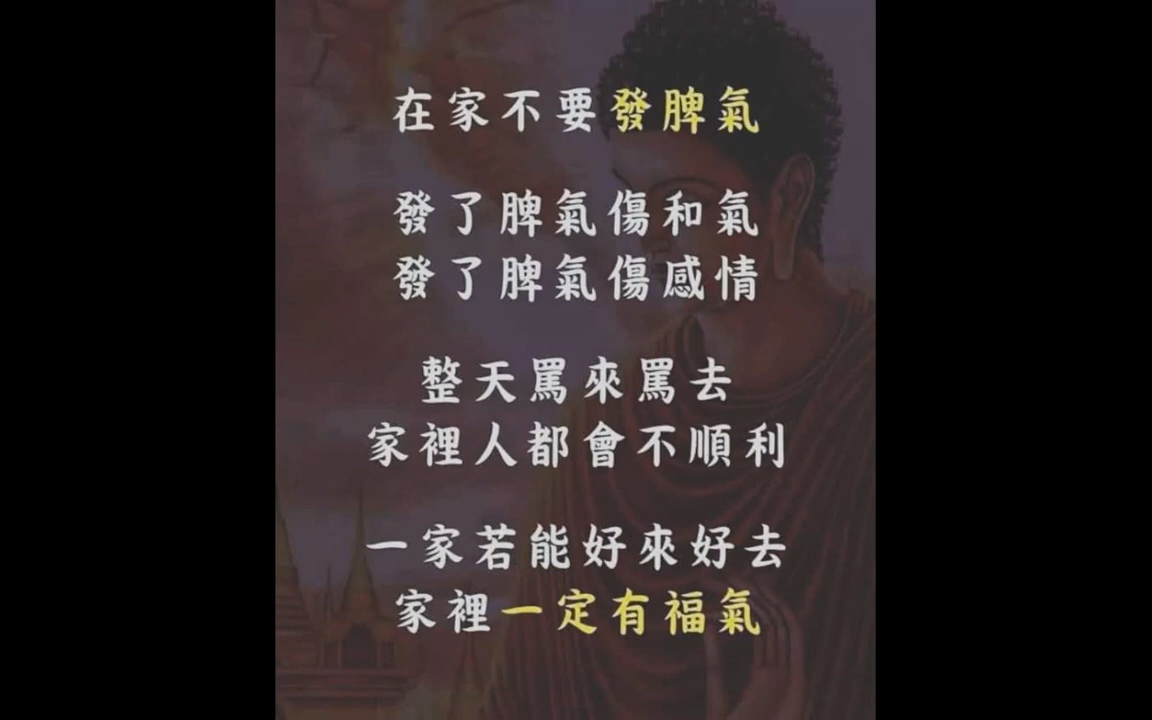 在家不要發脾氣
發了脾氣傷和氣
發了脾氣傷感情
整天罵來罵去
家裡人都會不順利
一家若能好來好去
家裡一定有福氣